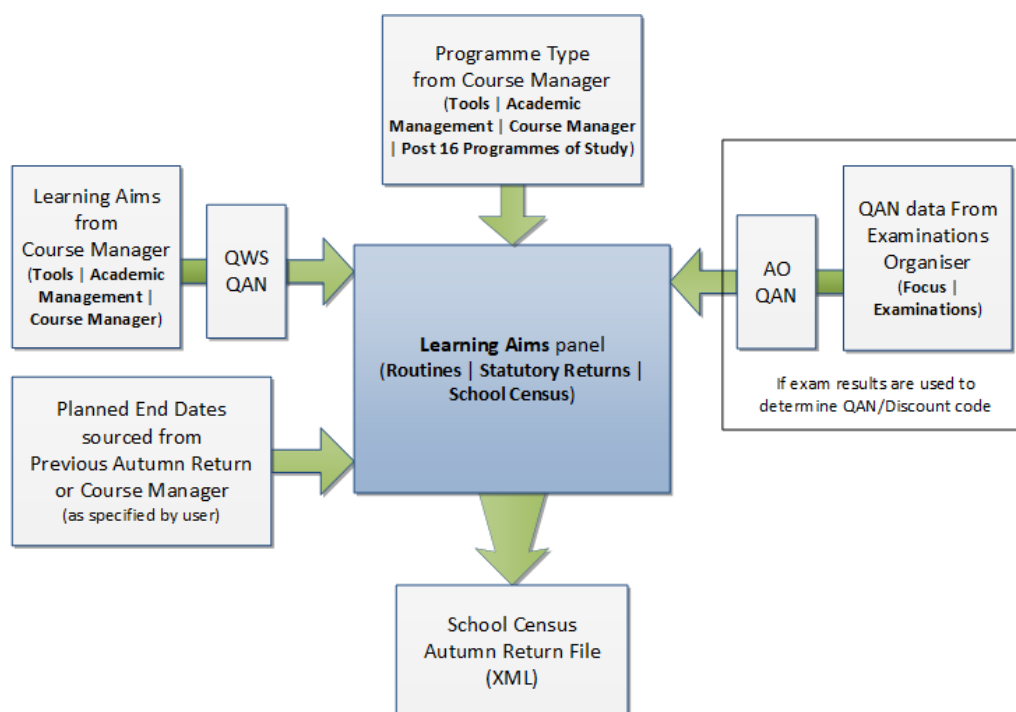 Programme Type
from Course Manager
(Tools | Academic
Management | Course Manager
| Post 16 Programmes of Study)
Learning Aims
from
Course Manager
(Tools | Academic
Management |
Course Manager)
QWS
QAN
AO
QAN
QAN data From
Examinations
Organiser
(Focus |
Examinations)
If exam results are used to
determine QAN/Discount code
Learning Aims panel
(Routines | Statutory Returns |
School Census)
Planned End Dates
sourced from
Previous Autumn Return
or Course Manager
(as specified by user)
School Census
Autumn Return File
(XML)